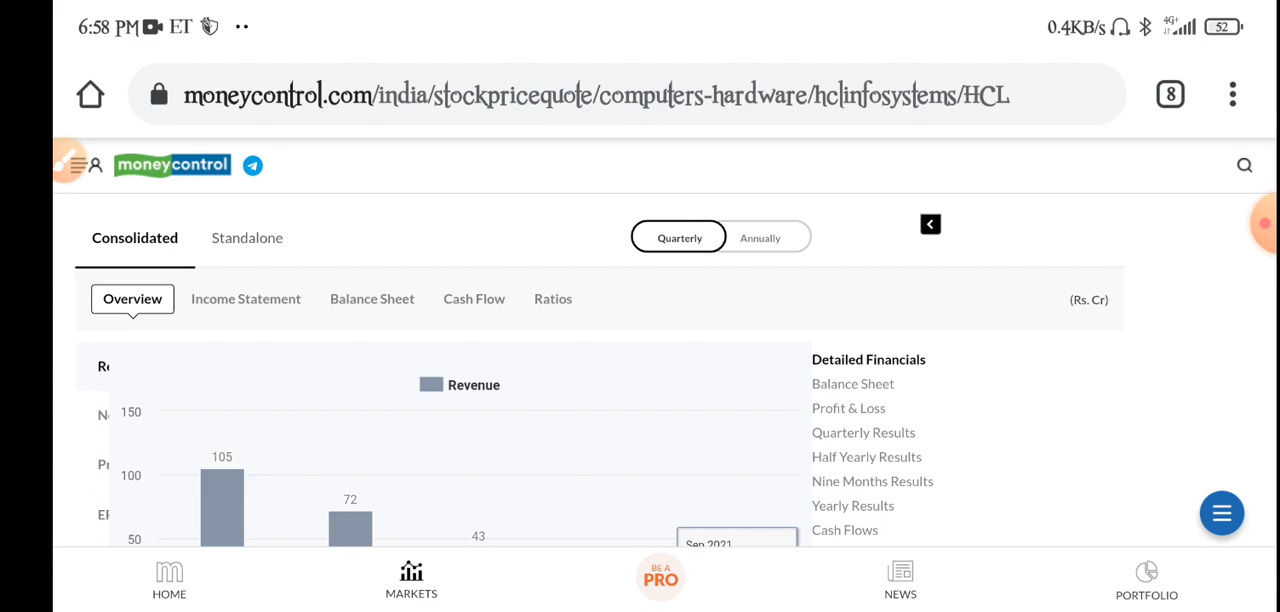 6:58 PM ET
0.4KB/s 4G+ 52
moneycontrol.com/india/stockpricequote/computers-hardware/hclinfosystems/HCL
8
moneycontrol
Consolidated Standalone Quarterly Annually
Overview Income Statement Balance Sheet Cash Flow Ratios (Rs. Cr)
Detailed Financials
Revenue
Balance Sheet
150
Profit & Loss
Quarterly Results
105
Half Yearly Results
100
Nine Months Results
72
Yearly Results
43
Cash Flows
50
Sep 2021
HOME MARKETS BE A PRO NEWS PORTFOLIO